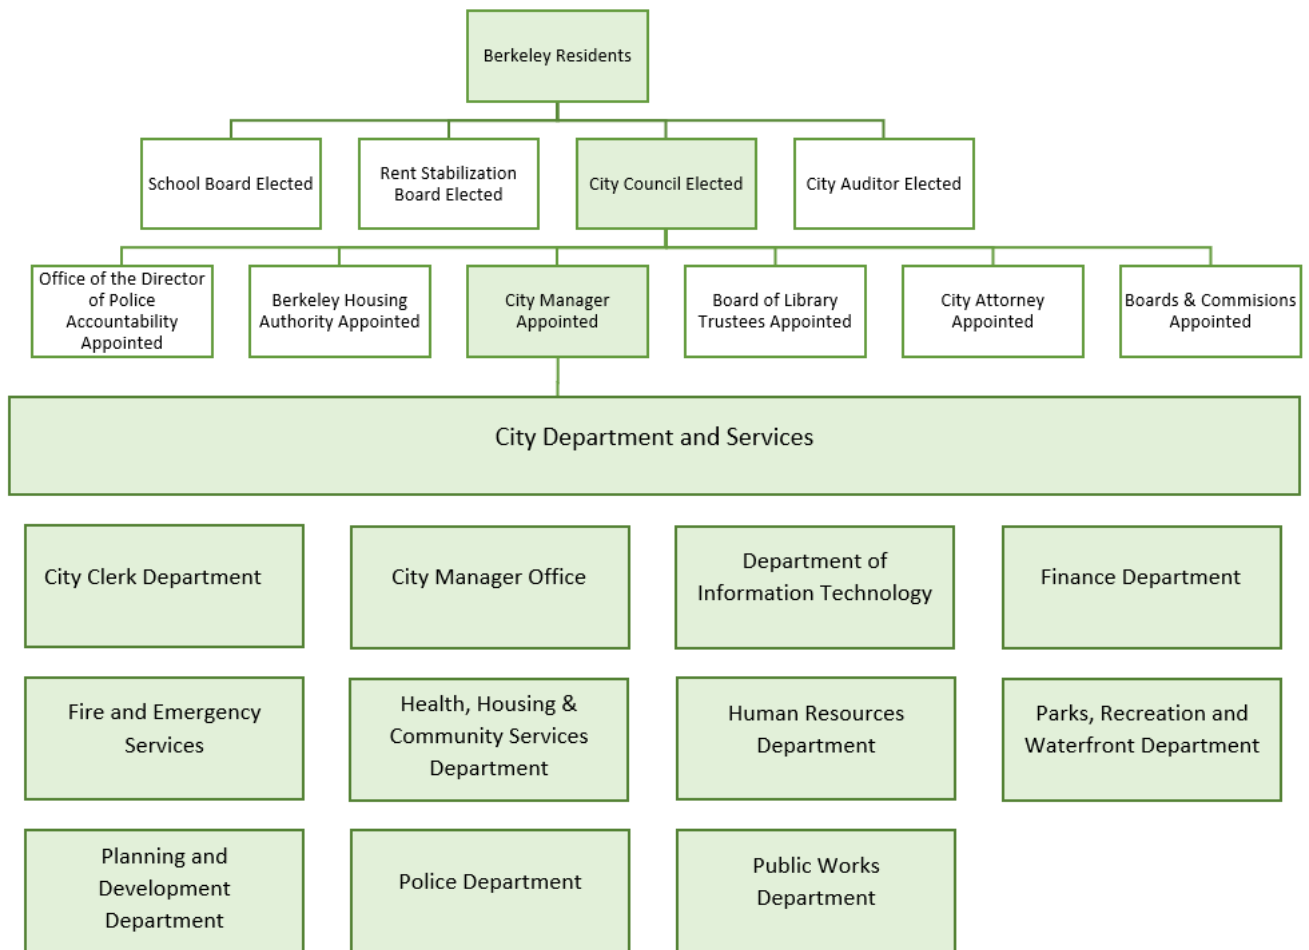 Berkeley Residents
School Board Elected
Rent Stabilization
Board Elected
City Council Elected
City Auditor Elected
Office of the Director
of Police
Accountability
Appointed
Berkeley Housing
Authority Appointed
City Manager
Appointed
Board of Library
Trustees Appointed
City Attorney
Appointed
Boards & Commisions
Appointed
City Department and Services
City Clerk Department
City Manager Office
Department of
Information Technology
Finance Department
Fire and Emergency
Services
Health, Housing &
Community Services
Department
Human Resources
Department
Parks, Recreation and
Waterfront Department
Planning and
Development
Department
Police Department
Public Works
Department